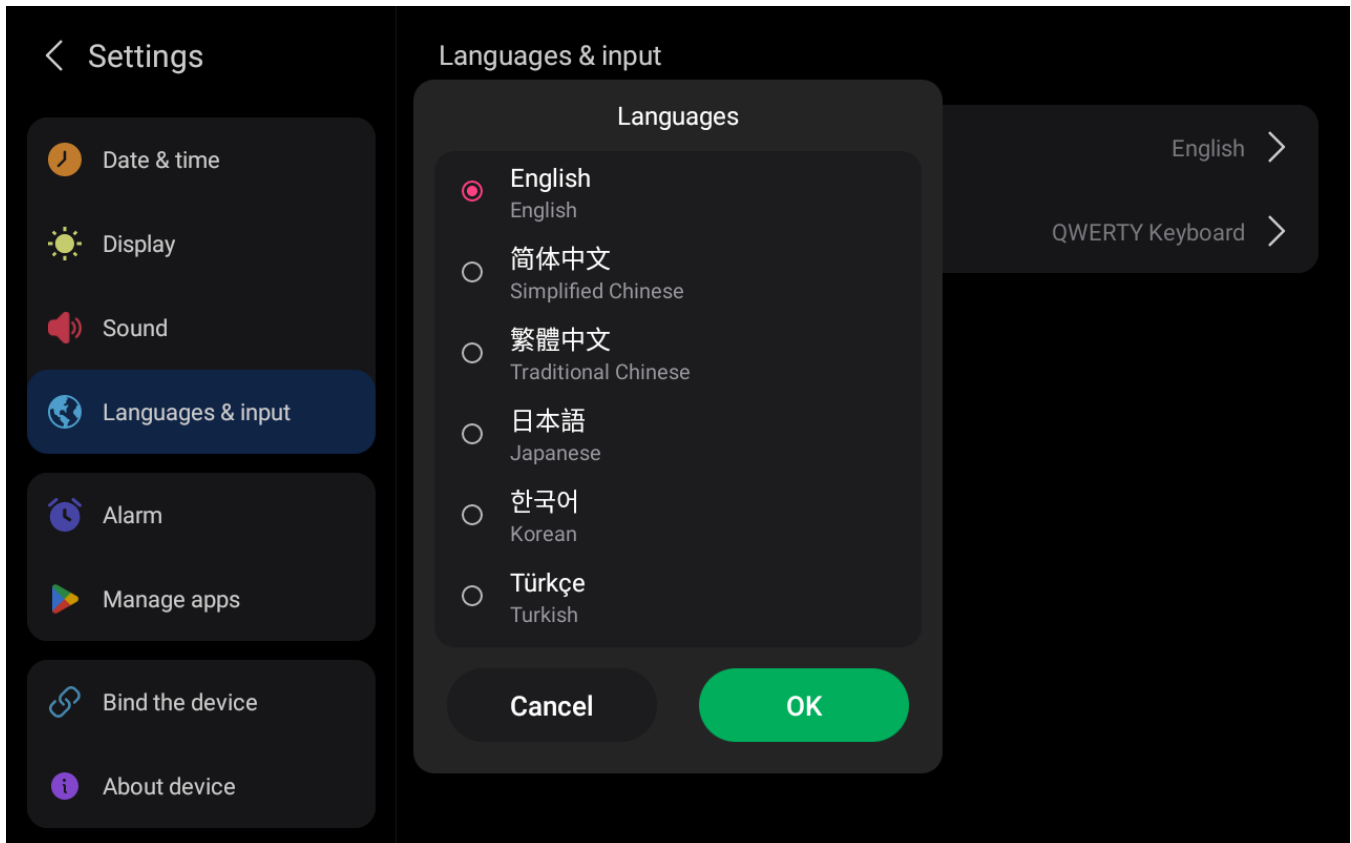 Settings
Date & time
Display
Sound
Languages & input
Alarm
Manage apps
Bind the device
About device
Languages & input
English
QWERTY Keyboard
Languages
English
English
简体中文
Simplified Chinese
繁體中文
Traditional Chinese
日本語
Japanese
한국어
Korean
Türkçe
Turkish
Cancel
OK